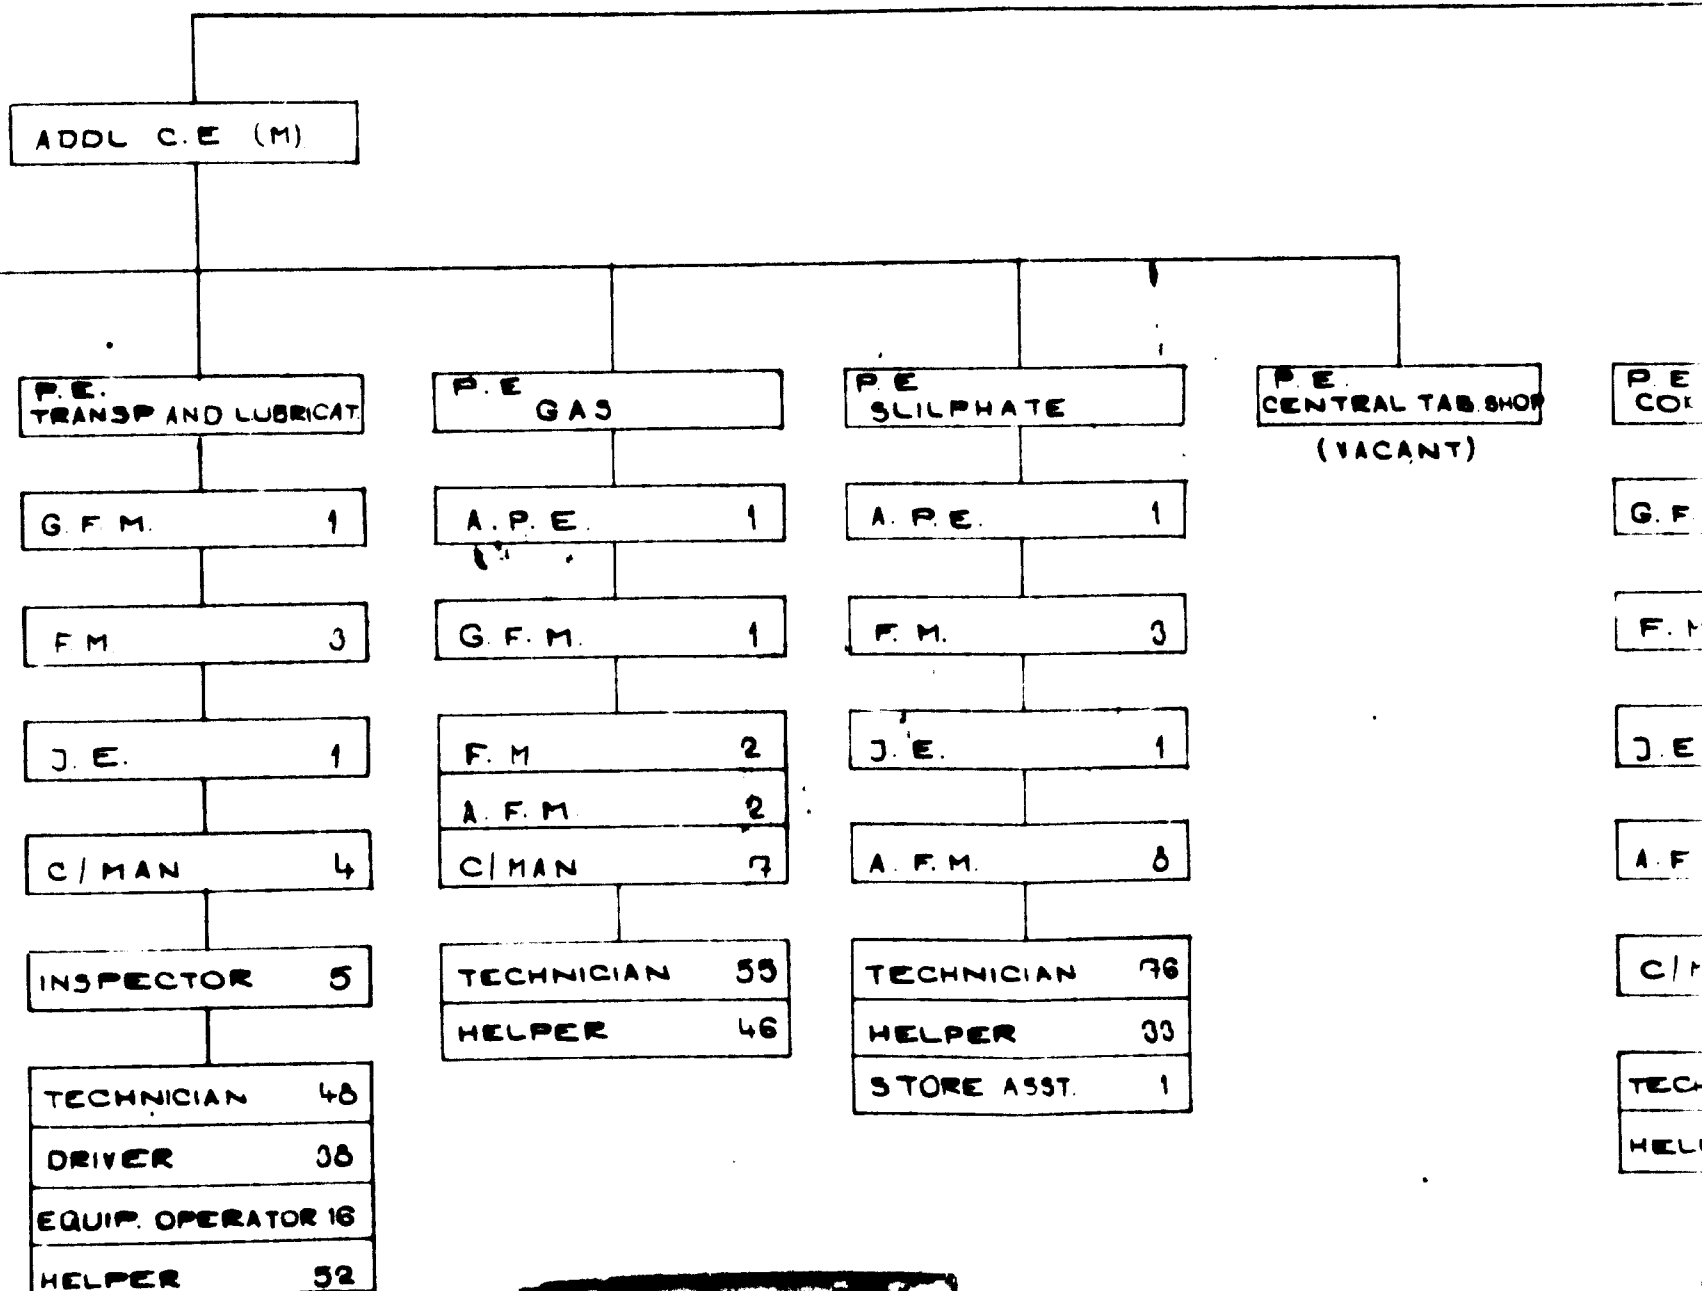 ADDL C.E (M)
P.E.
TRANSP AND LUBRICAT.
G.F.M. 1
F.M. 3
J.E. 1
C/MAN 4
INSPECTOR 5
TECHNICIAN 48
DRIVER 38
EQUIP. OPERATOR 16
HELPER 52
P.E
GAS
A.P.E. 1
G.F.M. 1
F.M 2
A.F.M. 2
C/MAN 7
TECHNICIAN 55
HELPER 46
P.E
SLILPHATE
A.P.E. 1
F.M. 3
J.E. 1
A.F.M. 8
TECHNICIAN 76
HELPER 33
STORE ASST. 1
P.E.
CENTRAL TAB.SHOP
(VACANT)
P.E
G.F
F.M
J.E
A.F
C/M
TECH
HEL